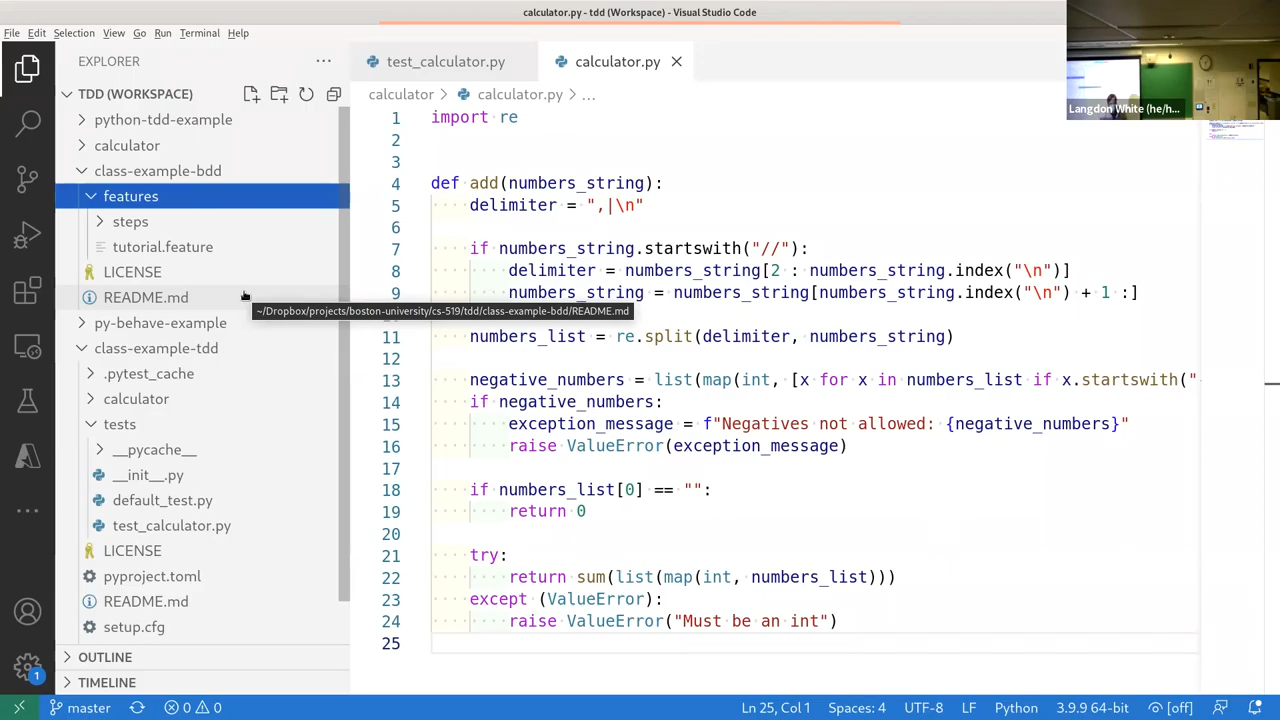 calculator.py - tdd (Workspace) - Visual Studio Code
File Edit Selection View Go Run Terminal Help
Langdon White (he/h...
EXPLORER
TDD (WORKSPACE)
python-tdd-example
calculator
class-example-bdd
features
steps
tutorial.feature
LICENSE
README.md
~/Dropbox/projects/boston-university/cs-519/tdd/class-example-bdd/README.md
py-behave-example
class-example-tdd
.pytest_cache
calculator
tests
__pycache__
__init__.py
default_test.py
test_calculator.py
LICENSE
pyproject.toml
README.md
setup.cfg
OUTLINE
TIMELINE
test_calculator.py calculator.py
calculator > calculator.py > ...
1 import re
2
3
4 def add(numbers_string):
5 delimiter = ",|\n"
6
7 if numbers_string.startswith("//"):
8 delimiter = numbers_string[2 : numbers_string.index("\n")]
9 numbers_string = numbers_string[numbers_string.index("\n") + 1 :]
11 numbers_list = re.split(delimiter, numbers_string)
12
13 negative_numbers = list(map(int, [x for x in numbers_list if x.startswith("
14 if negative_numbers:
15 exception_message = f"Negatives not allowed: {negative_numbers}"
16 raise ValueError(exception_message)
17
18 if numbers_list[0] == "":
19 return 0
20
21 try:
22 return sum(list(map(int, numbers_list)))
23 except (ValueError):
24 raise ValueError("Must be an int")
25
1
master 0 0 Ln 25, Col 1 Spaces: 4 UTF-8 LF Python 3.9.9 64-bit [off]